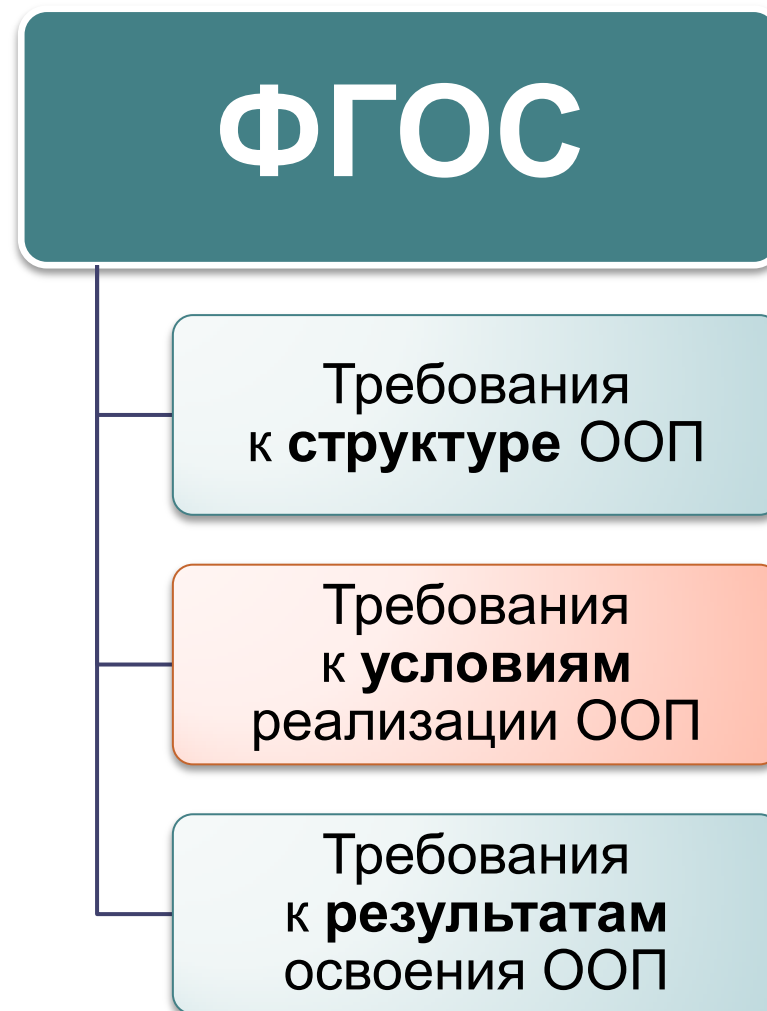 ФГОС
Требования
к структуре ООП
Требования
к условиям
реализации ООП
Требования
к результатам
освоения ООП